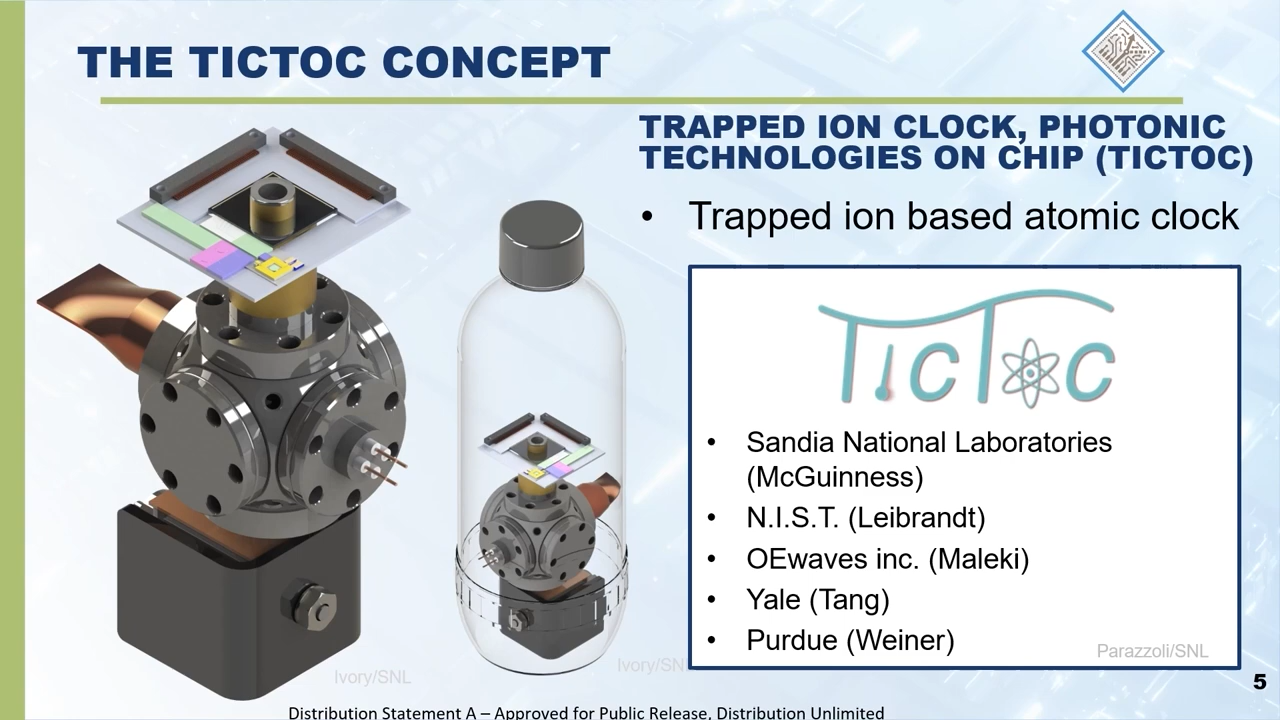 THE TICTOC CONCEPT
TRAPPED ION CLOCK, PHOTONIC
TECHNOLOGIES ON CHIP (TICTOC)
• Trapped ion based atomic clock
TicToc
• Sandia National Laboratories
(McGuinness)
• N.I.S.T. (Leibrandt)
• OEwaves inc. (Maleki)
• Yale (Tang)
• Purdue (Weiner)
Parazzoli/SNL
Ivory/SNL
Ivory/SN
5
Distribution Statement A – Approved for Public Release, Distribution Unlimited